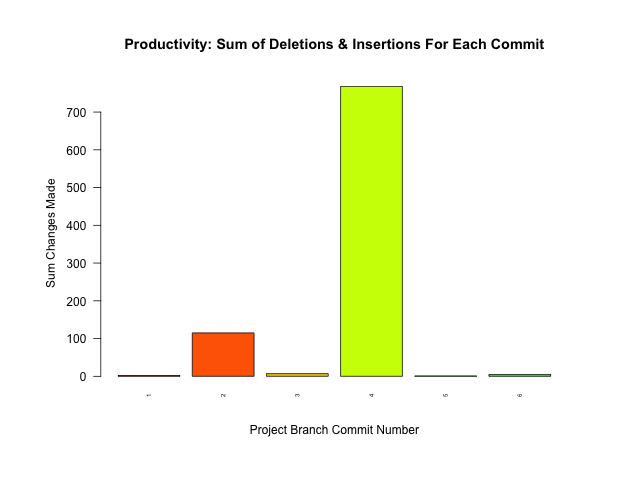 Productivity: Sum of Deletions & Insertions For Each Commit
700
600
500
400
300
200
100
0
Sum Changes Made
1 2 3 4 5 6
Project Branch Commit Number